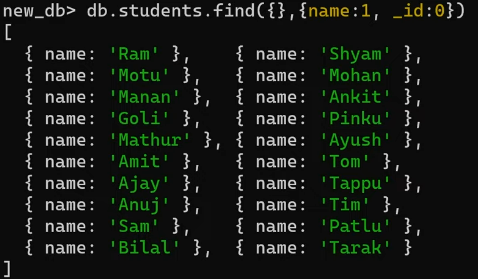 new_db> db.students.find({},{name:1, _id:0})
[
  { name: 'Ram' },    { name: 'Shyam' },
  { name: 'Motu' },   { name: 'Mohan' },
  { name: 'Manan' },  { name: 'Ankit' },
  { name: 'Goli' },   { name: 'Pinku' },
  { name: 'Mathur' }, { name: 'Ayush' },
  { name: 'Amit' },   { name: 'Tom' },
  { name: 'Ajay' },   { name: 'Tappu' },
  { name: 'Anuj' },   { name: 'Tim' },
  { name: 'Sam' },    { name: 'Patlu' },
  { name: 'Bilal' },  { name: 'Tarak' }
]